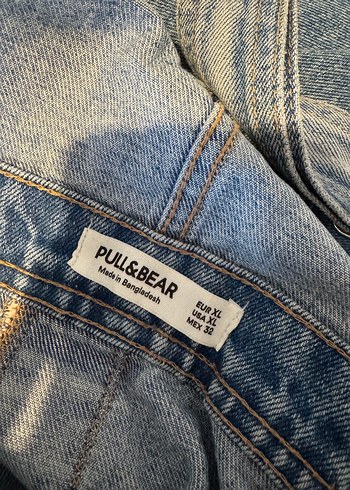 PULL&BEAR
Made in Bangladesh
EUR XL
USA XL
MEX 32